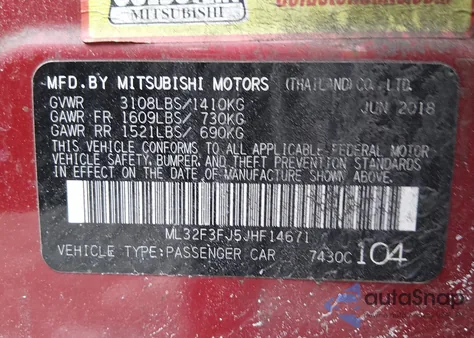 MITSUBISHI
MFD.BY MITSUBISHI MOTORS (THAILAND)CO.,LTD.
GVWR 3108LBS/1410KG JUN 2018
GAWR FR 1609LBS/ 730KG
GAWR RR 1521LBS/ 690KG
THIS VEHICLE CONFORMS TO ALL APPLICABLE FEDERAL MOTOR
VEHICLE SAFETY, BUMPER, AND THEFT PREVENTION STANDARDS
IN EFFECT ON THE DATE OF MANUFACTURE SHOWN ABOVE.
ML32F3FJ5JHF14671
VEHICLE TYPE:PASSENGER CAR 7430C 104
autoSnap